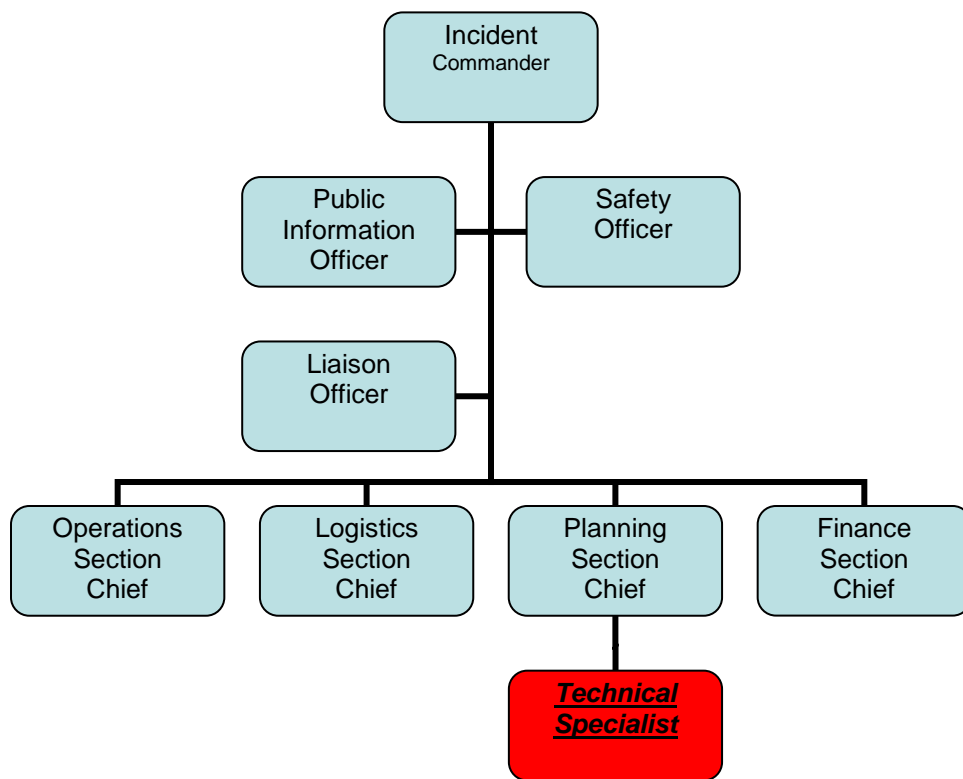 Incident
Commander
Public
Information
Officer
Safety
Officer
Liaison
Officer
Operations
Section
Chief
Logistics
Section
Chief
Planning
Section
Chief
Finance
Section
Chief
Technical
Specialist